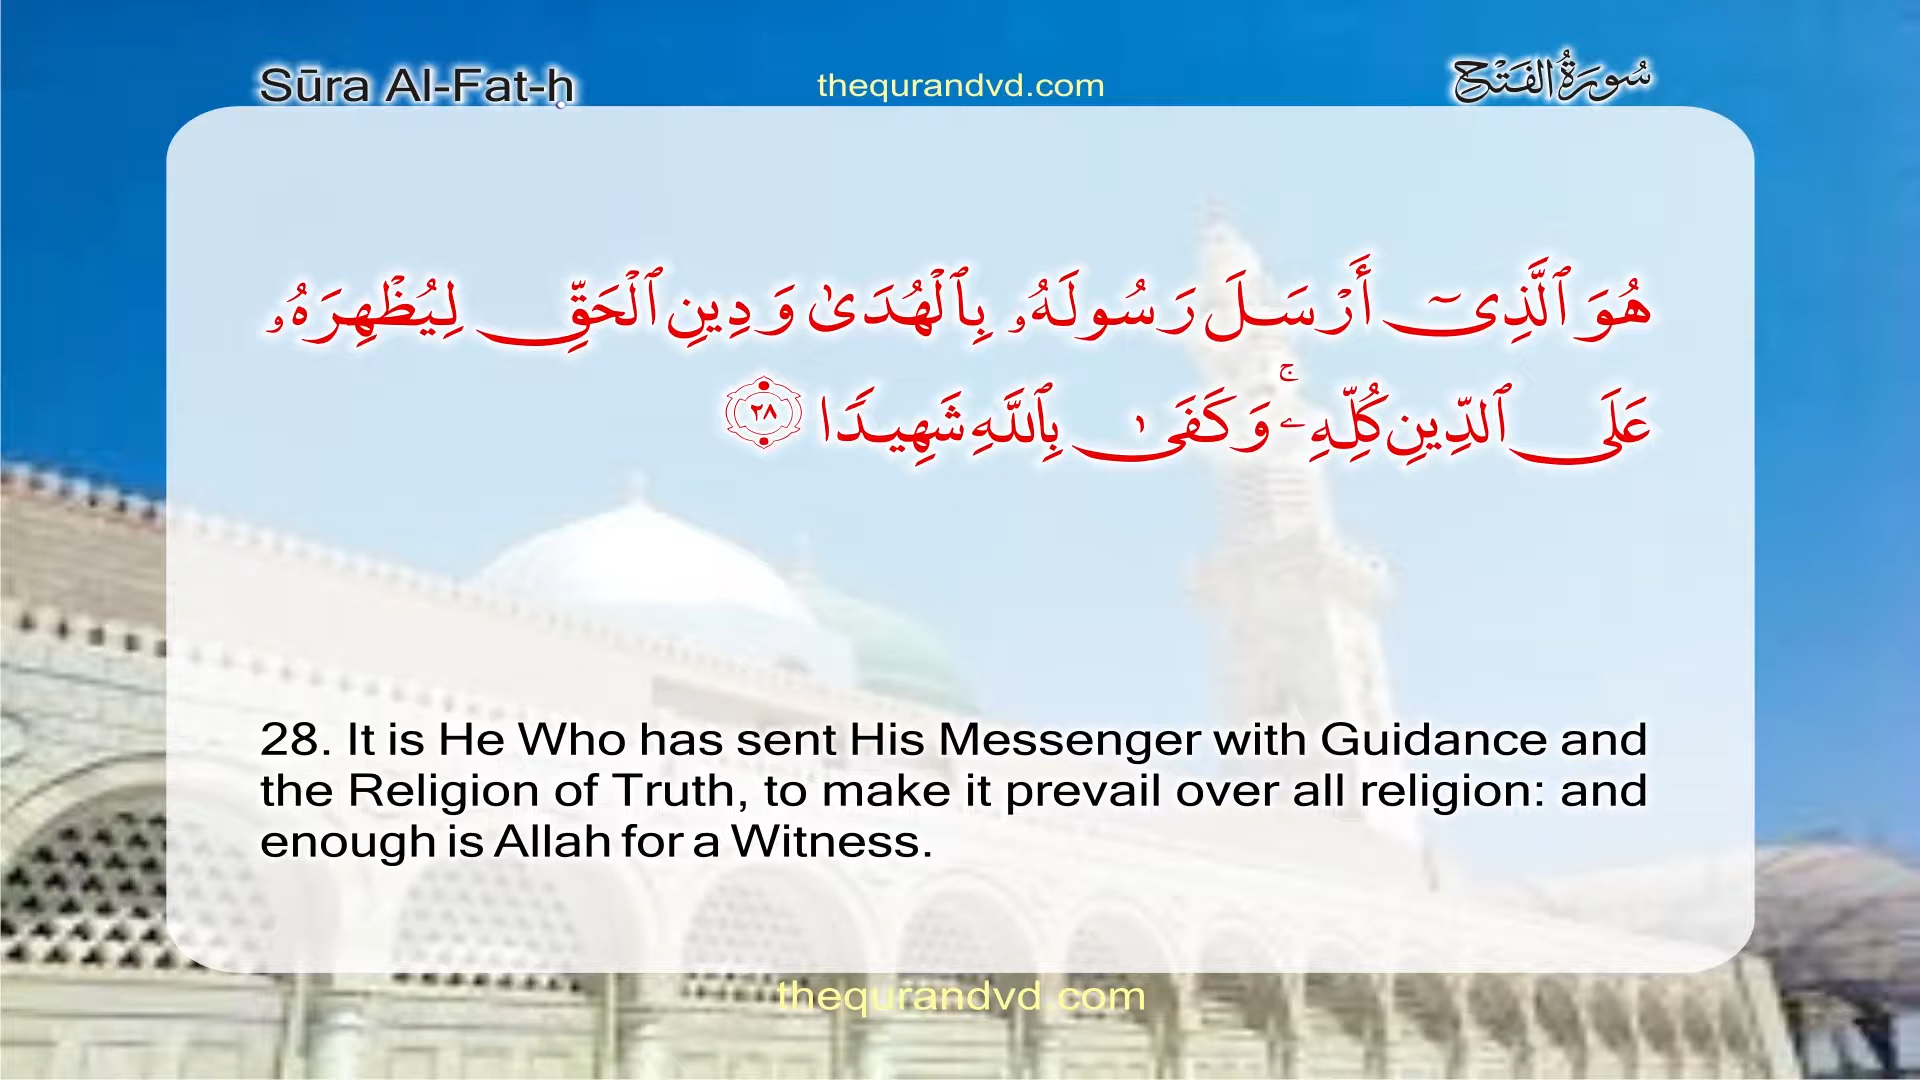 Sūra Al-Fat-ḥ
thequrandvd.com
سُورَةُ الفَتْحِ
هُوَ ٱلَّذِىٓ أَرْسَلَ رَسُولَهُۥ بِٱلْهُدَىٰ وَدِينِ ٱلْحَقِّ لِيُظْهِرَهُۥ
عَلَى ٱلدِّينِ كُلِّهِۦ ۚ وَكَفَىٰ بِٱللَّهِ شَهِيدًا ٢٨
28. It is He Who has sent His Messenger with Guidance and
the Religion of Truth, to make it prevail over all religion: and
enough is Allah for a Witness.
thequrandvd.com